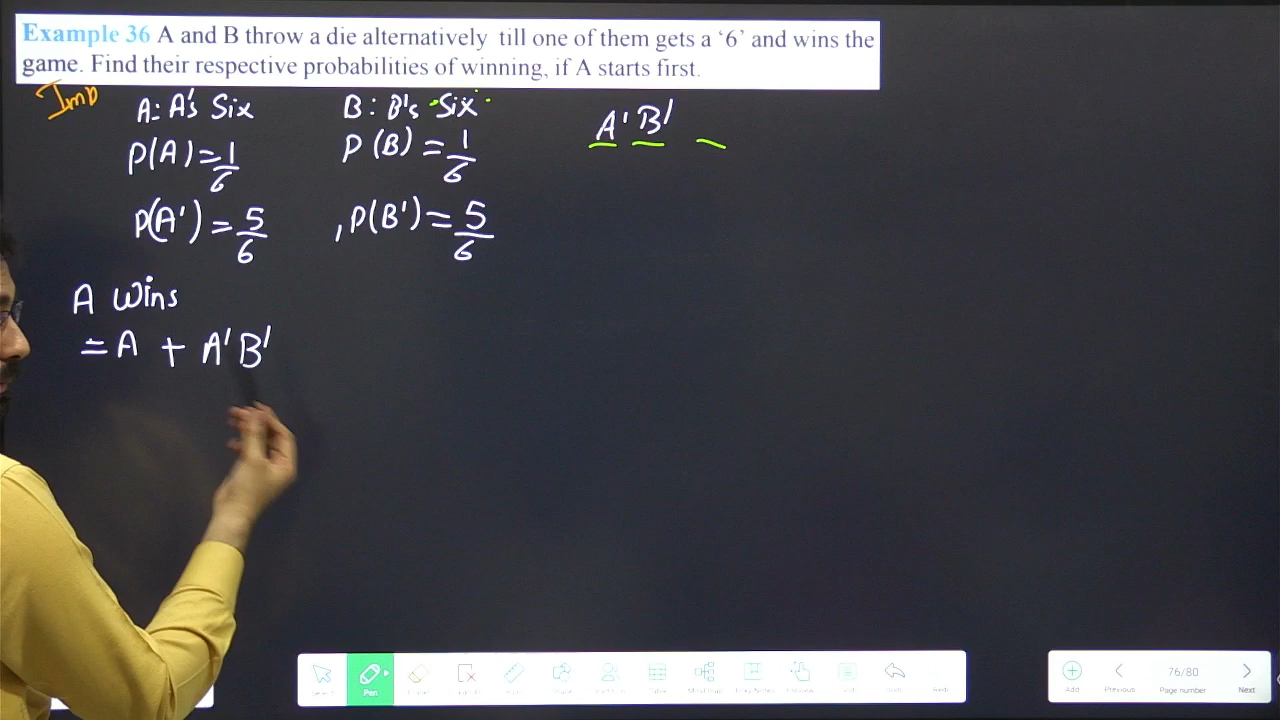 Example 36 A and B throw a die alternatively till one of them gets a ‘6’ and wins the
game. Find their respective probabilities of winning, if A starts first.
Imp
A: A's Six B: B's Six
A' B'
P(A) = 1/6 P(B) = 1/6
P(A') = 5/6 , P(B') = 5/6
A wins
= A + A'B'
Pen
Add Previous 76/80 Page number Next